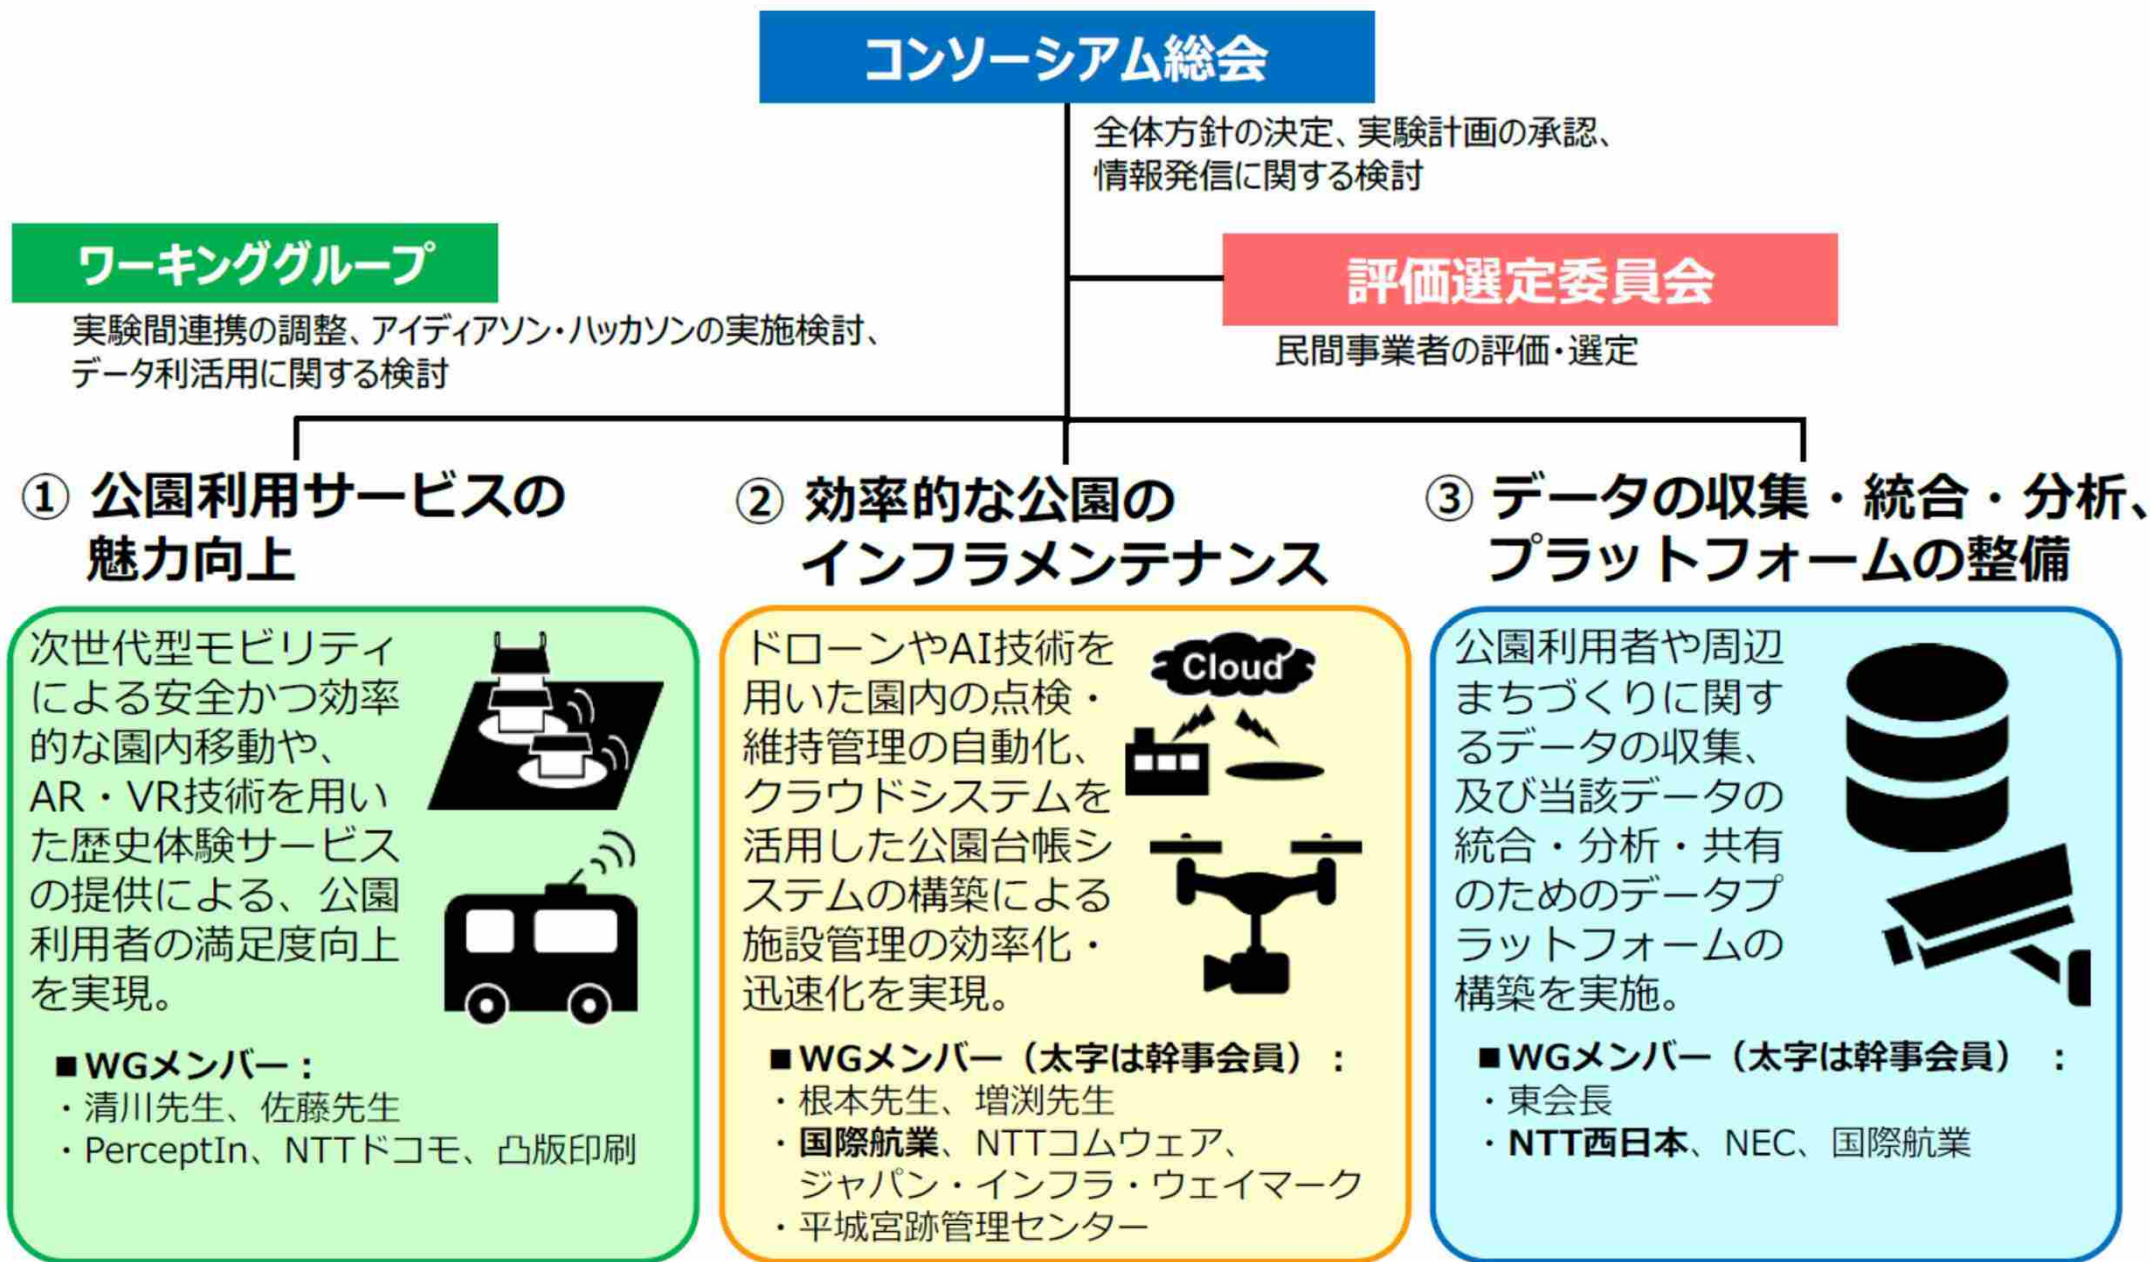 コンソーシアム総会
全体方針の決定、実験計画の承認、
情報発信に関する検討
ワーキンググループ
実験間連携の調整、アイディアソン・ハッカソンの実施検討、
データ利活用に関する検討
評価選定委員会
民間事業者の評価・選定
① 公園利用サービスの
魅力向上
次世代型モビリティ
による安全かつ効率
的な園内移動や、
AR・VR技術を用い
た歴史体験サービス
の提供による、公園
利用者の満足度向上
を実現。
■WGメンバー：
・清川先生、佐藤先生
・PerceptIn、NTTドコモ、凸版印刷
② 効率的な公園の
インフラメンテナンス
ドローンやAI技術を
用いた園内の点検・
維持管理の自動化、
クラウドシステムを
活用した公園台帳シ
ステムの構築による
施設管理の効率化・
迅速化を実現。
Cloud
■WGメンバー（太字は幹事会員）：
・根本先生、増渕先生
・国際航業、NTTコムウェア、
ジャパン・インフラ・ウェイマーク
・平城宮跡管理センター
③ データの収集・統合・分析、
プラットフォームの整備
公園利用者や周辺
まちづくりに関す
るデータの収集、
及び当該データの
統合・分析・共有
のためのデータプ
ラットフォームの
構築を実施。
■WGメンバー（太字は幹事会員）：
・東会長
・NTT西日本、NEC、国際航業